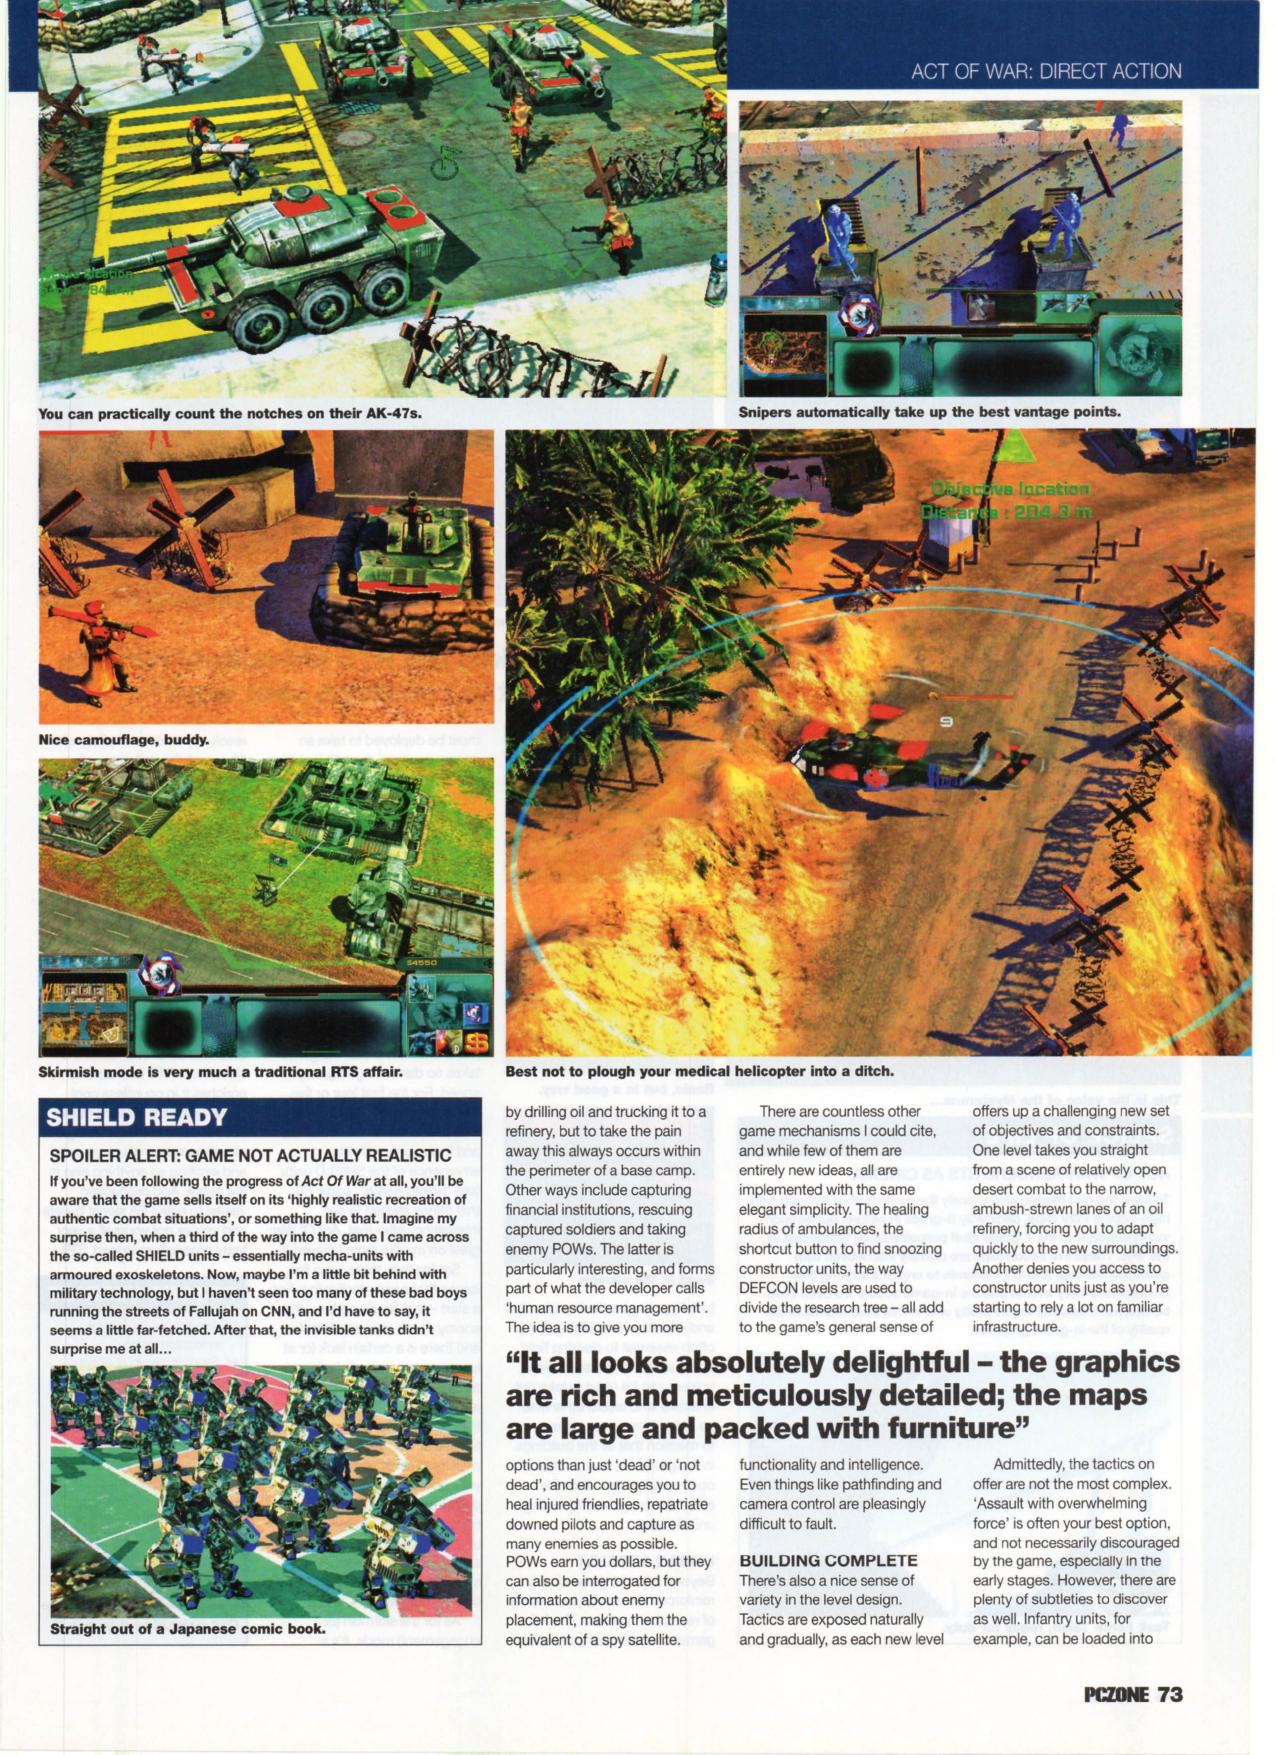 ACT OF WAR: DIRECT ACTION
You can practically count the notches on their AK-47s.
Snipers automatically take up the best vantage points.
Objective location
Distance : 204.3 m
9
Nice camouflage, buddy.
$4550
Skirmish mode is very much a traditional RTS affair.
Best not to plough your medical helicopter into a ditch.
SHIELD READY
SPOILER ALERT: GAME NOT ACTUALLY REALISTIC
If you've been following the progress of Act Of War at all, you'll be
aware that the game sells itself on its 'highly realistic recreation of
authentic combat situations', or something like that. Imagine my
surprise then, when a third of the way into the game I came across
the so-called SHIELD units – essentially mecha-units with
armoured exoskeletons. Now, maybe I'm a little bit behind with
military technology, but I haven't seen too many of these bad boys
running the streets of Fallujah on CNN, and I'd have to say, it
seems a little far-fetched. After that, the invisible tanks didn't
surprise me at all...
Straight out of a Japanese comic book.
by drilling oil and trucking it to a
refinery, but to take the pain
away this always occurs within
the perimeter of a base camp.
Other ways include capturing
financial institutions, rescuing
captured soldiers and taking
enemy POWs. The latter is
particularly interesting, and forms
part of what the developer calls
'human resource management'.
The idea is to give you more
"It all looks absolutely delightful – the graphics
are rich and meticulously detailed; the maps
are large and packed with furniture"
options than just 'dead' or 'not
dead', and encourages you to
heal injured friendlies, repatriate
downed pilots and capture as
many enemies as possible.
POWs earn you dollars, but they
can also be interrogated for
information about enemy
placement, making them the
equivalent of a spy satellite.
There are countless other
game mechanisms I could cite,
and while few of them are
entirely new ideas, all are
implemented with the same
elegant simplicity. The healing
radius of ambulances, the
shortcut button to find snoozing
constructor units, the way
DEFCON levels are used to
divide the research tree – all add
to the game's general sense of
functionality and intelligence.
Even things like pathfinding and
camera control are pleasingly
difficult to fault.
BUILDING COMPLETE
There's also a nice sense of
variety in the level design.
Tactics are exposed naturally
and gradually, as each new level
offers up a challenging new set
of objectives and constraints.
One level takes you straight
from a scene of relatively open
desert combat to the narrow,
ambush-strewn lanes of an oil
refinery, forcing you to adapt
quickly to the new surroundings.
Another denies you access to
constructor units just as you're
starting to rely a lot on familiar
infrastructure.
Admittedly, the tactics on
offer are not the most complex.
'Assault with overwhelming
force' is often your best option,
and not necessarily discouraged
by the game, especially in the
early stages. However, there are
plenty of subtleties to discover
as well. Infantry units, for
example, can be loaded into
PCZONE 73